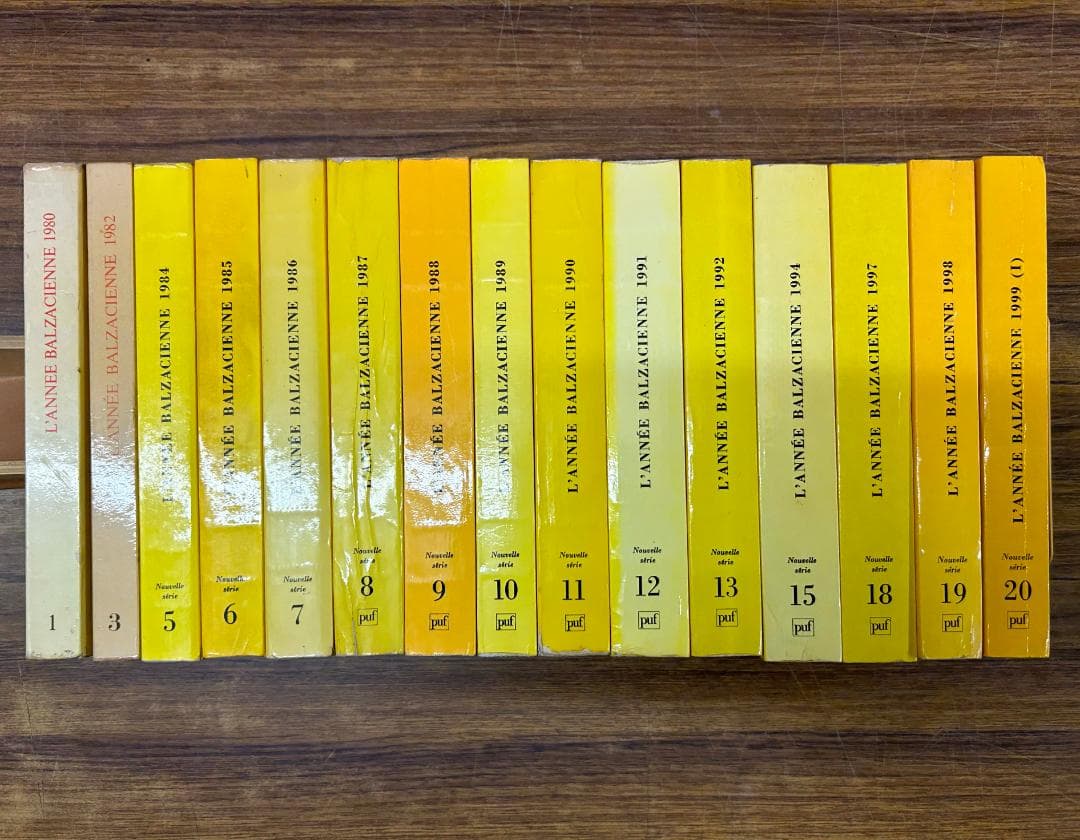 L'ANNEE BALZACIENNE 1980
1
L'ANNÉE BALZACIENNE 1982
3
L'ANNÉE BALZACIENNE 1984
Nouvelle
série
5
L'ANNÉE BALZACIENNE 1985
Nouvelle
série
6
L'ANNÉE BALZACIENNE 1986
Nouvelle
série
7
L'ANNÉE BALZACIENNE 1987
Nouvelle
série
8
puf
L'ANNÉE BALZACIENNE 1988
Nouvelle
série
9
puf
L'ANNÉE BALZACIENNE 1989
Nouvelle
série
10
puf
L'ANNÉE BALZACIENNE 1990
Nouvelle
série
11
puf
L'ANNÉE BALZACIENNE 1991
Nouvelle
série
12
puf
L'ANNÉE BALZACIENNE 1992
Nouvelle
série
13
puf
L'ANNÉE BALZACIENNE 1994
Nouvelle
série
15
puf
L'ANNÉE BALZACIENNE 1997
Nouvelle
série
18
puf
L'ANNÉE BALZACIENNE 1998
Nouvelle
série
19
puf
L'ANNÉE BALZACIENNE 1999 (I)
Nouvelle
série
20
puf